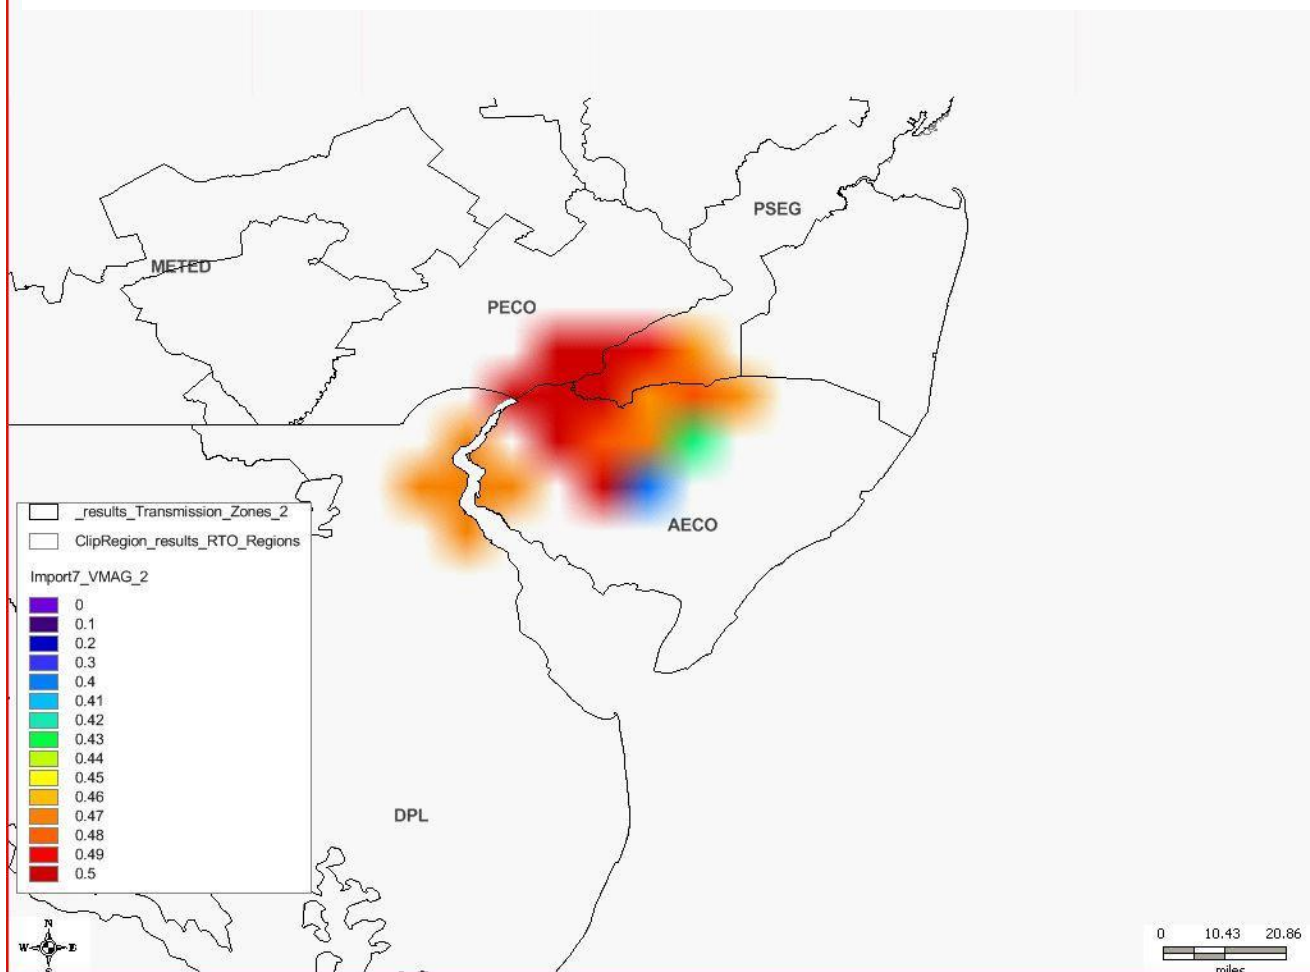 PSEG
METED
PECO
AECO
_results_Transmission_Zones_2
ClipRegion_results_RTO_Regions
Import7_VMAG_2
0
0.1
0.2
0.3
0.4
0.41
0.42
0.43
0.44
0.45
0.46
0.47
0.48
0.49
0.5
DPL
N
W E
S
0 10.43 20.86
miles